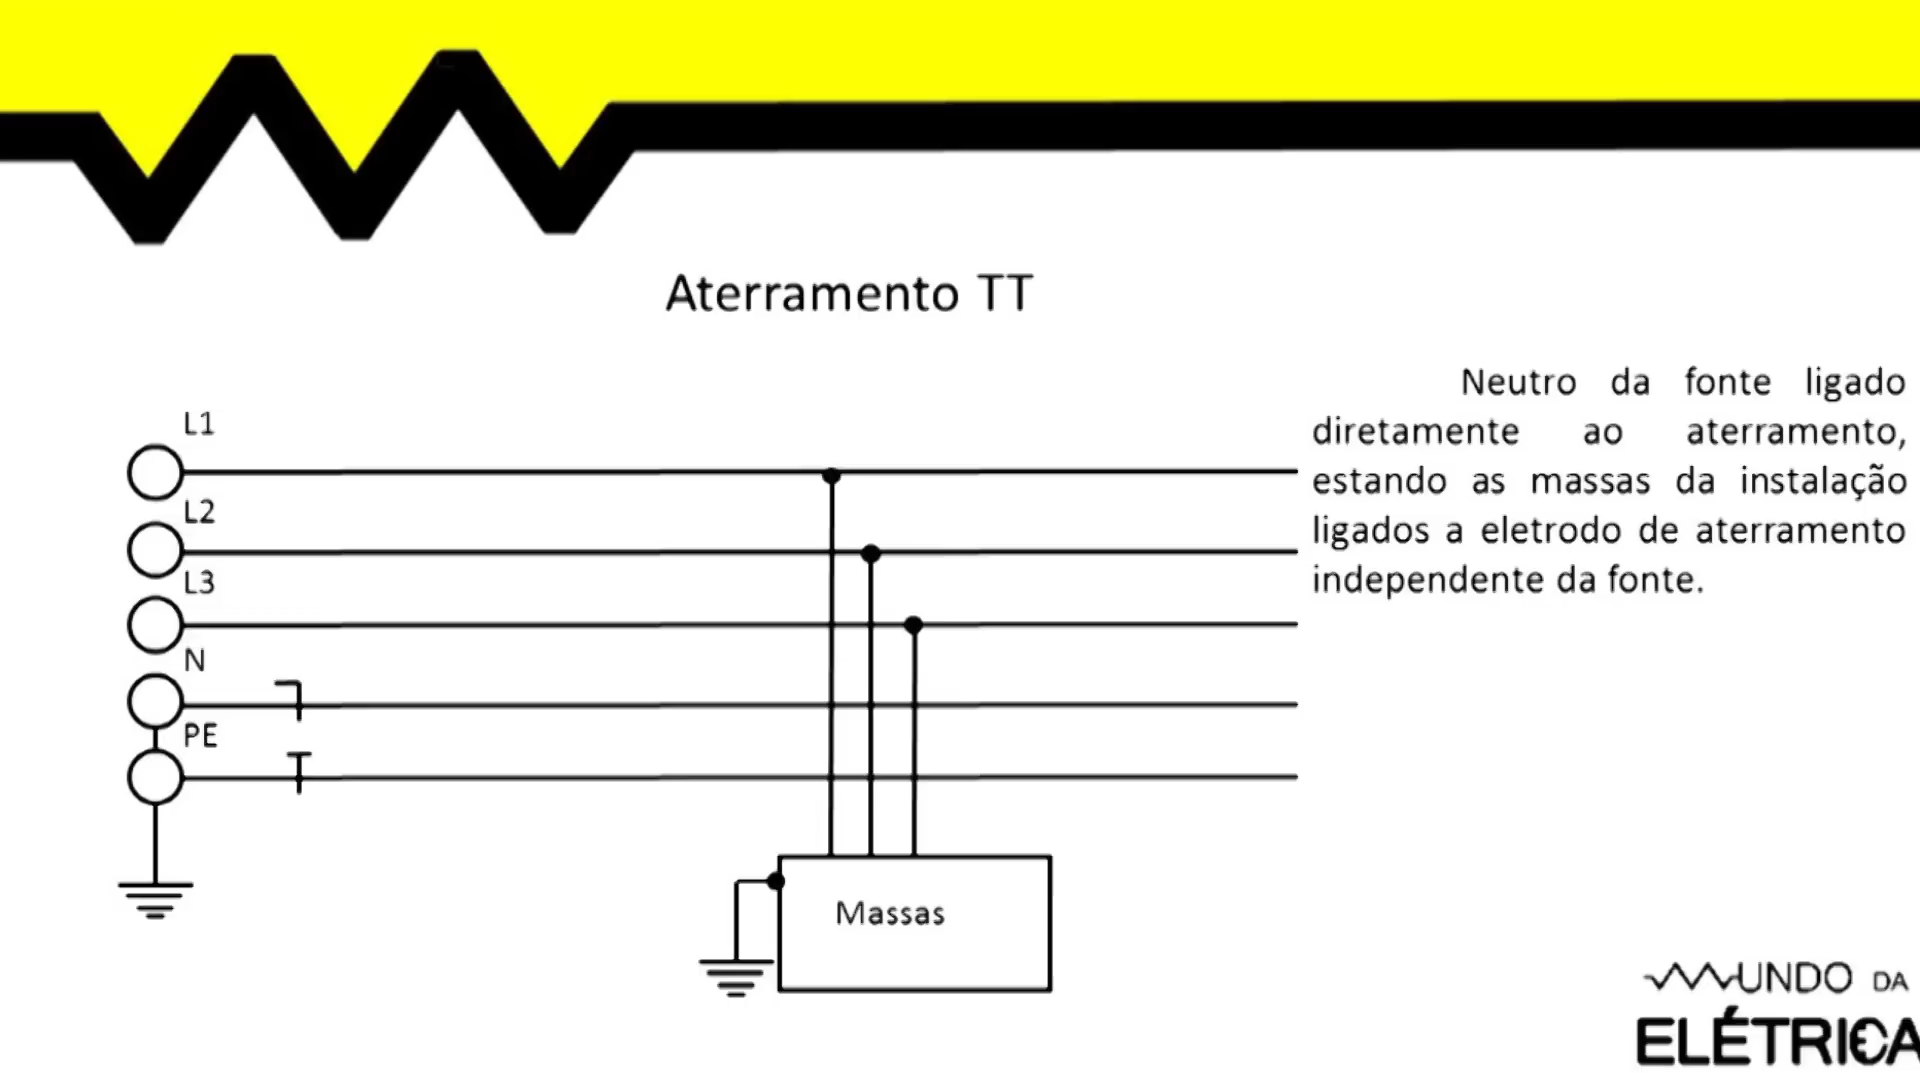 Aterramento TT
Neutro da fonte ligado
diretamente ao aterramento,
estando as massas da instalação
ligados a eletrodo de aterramento
independente da fonte.
L1
L2
L3
N
PE
Massas
MUNDO DA
ELÉTRICA